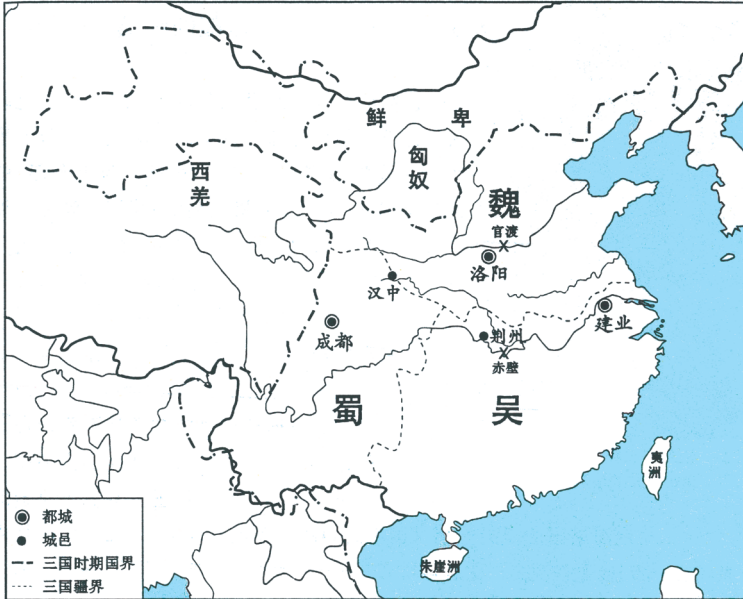 鲜卑
匈奴
西羌
魏
官渡
洛阳
汉中
成都
建业
荆州
赤壁
蜀
吴
夷洲
朱崖洲
都城
城邑
三国时期国界
三国疆界